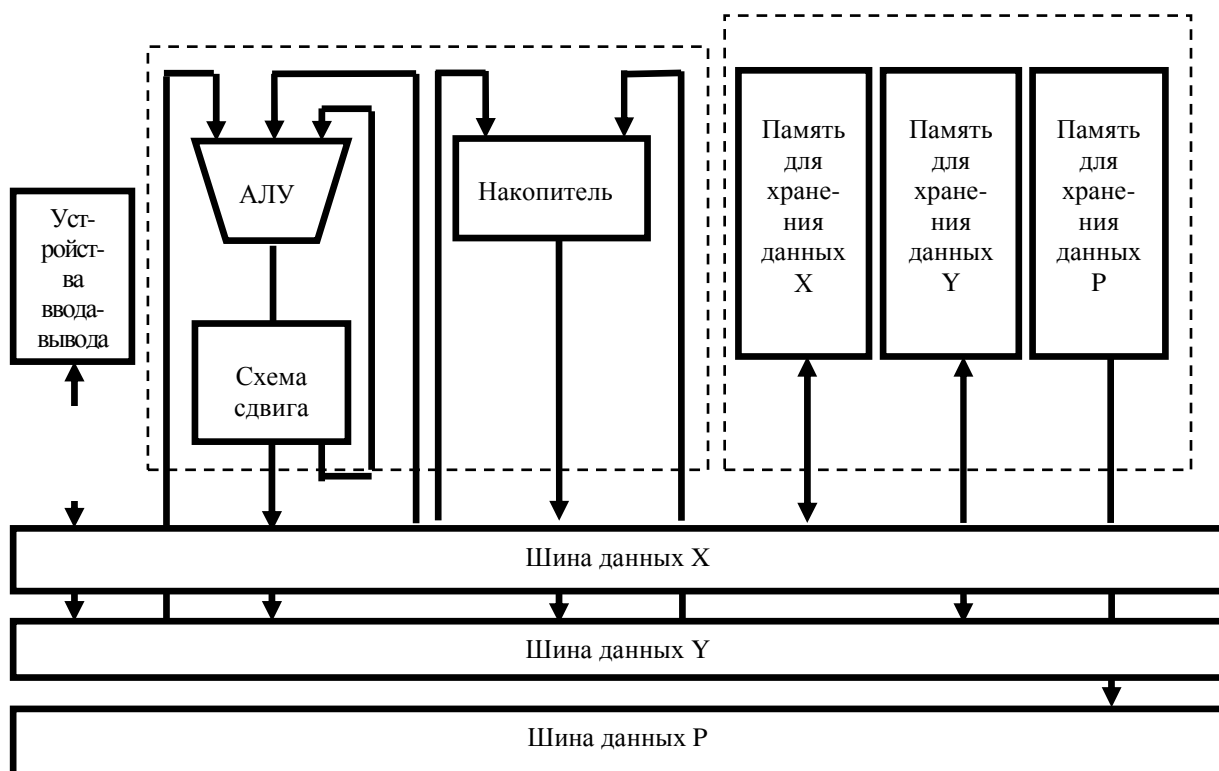 Уст-
ройст-
ва
ввода-
вывода
АЛУ
Схема
сдвига
Накопитель
Память
для
хране-
ния
данных
X
Память
для
хране-
ния
данных
Y
Память
для
хране-
ния
данных
P
Шина данных X
Шина данных Y
Шина данных P